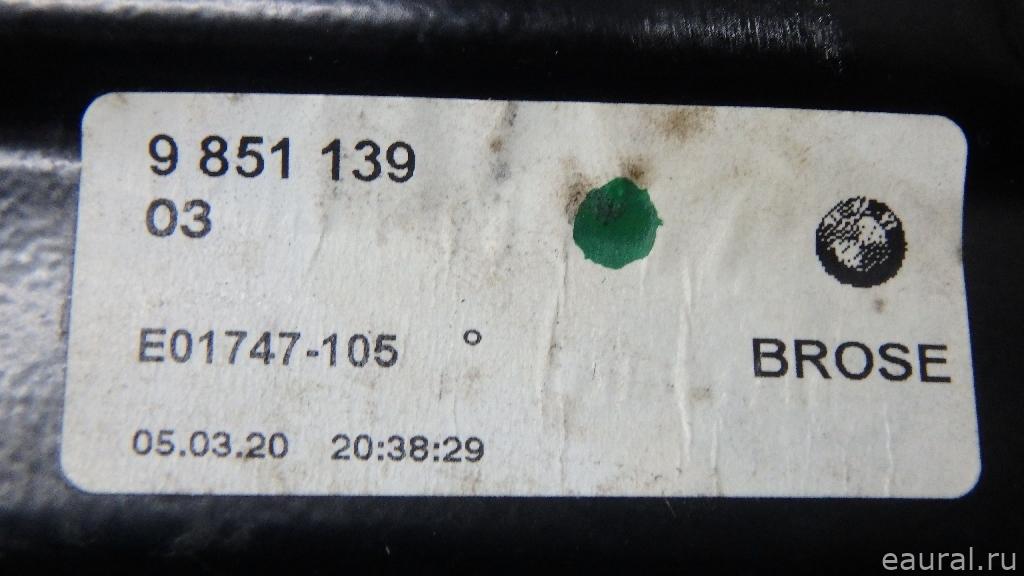 9 851 139
03
E01747-105 °
BROSE
05.03.20 20:38:29
eaural.ru